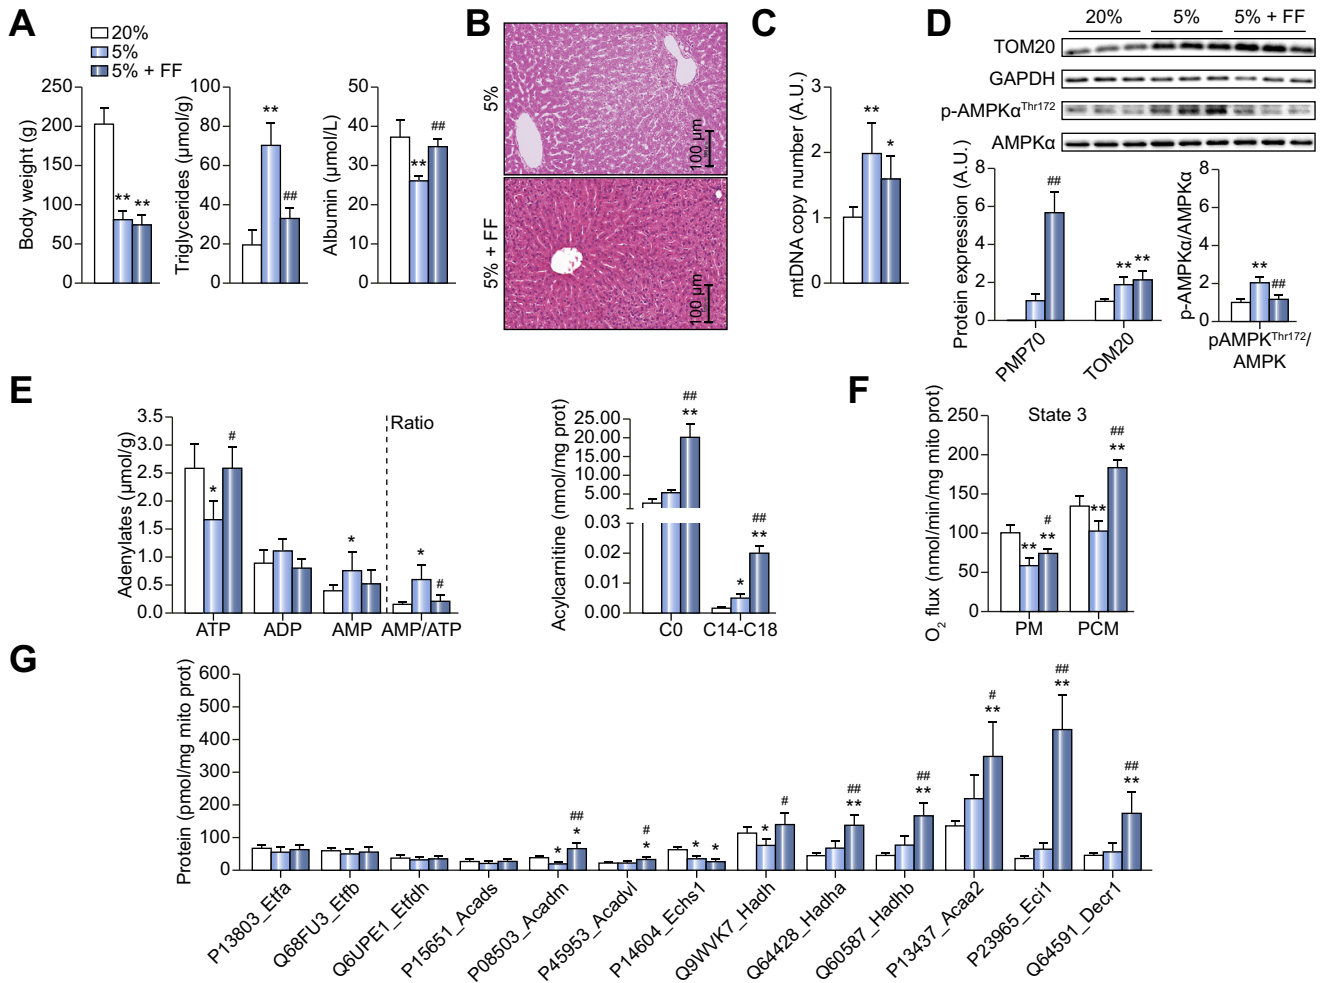 A
20%
5%
5% + FF
Body weight (g)
250
200
150
100
50
0
** **
Triglycerides (µmol/g)
100
80
60
40
20
0
**
##
Albumin (µmol/L)
50
40
30
20
10
0
**
##
B
5%
100 µm
5% + FF
100 µm
C
mtDNA copy number (A.U.)
3
2
1
0
**
*
D
20% 5% 5% + FF
TOM20
GAPDH
p-AMPKα^Thr172
AMPKα
Protein expression (A.U.)
8
6
4
2
0
##
** **
PMP70 TOM20
p-AMPKα/AMPKα
8
6
4
2
0
**
##
pAMPK^Thr172/
AMPK
E
Adenylates (µmol/g)
3.5
3.0
2.5
2.0
1.5
1.0
0.5
0.0
Ratio
*
#
*
*
#
ATP ADP AMP AMP/ATP
Acylcarnitine (nmol/mg prot)
25.00
20.00
15.00
10.00
5.00
0.03
0.02
0.01
0.00
##
**
*
##
**
C0 C14-C18
F
State 3
O₂ flux (nmol/min/mg mito prot)
250
200
150
100
50
0
**
#
**
**
##
**
PM PCM
G
Protein (pmol/mg mito prot)
600
500
400
300
200
100
0
*
##
*
#
*
* *
*
#
##
**
##
**
#
**
##
**
##
**
P13803_Etfa
Q68FU3_Etfb
Q6UPE1_Etfdh
P15651_Acads
P08503_Acadm
P45953_Acadvl
P14604_Echs1
Q9WVK7_Hadh
Q64428_Hadha
Q60587_Hadhb
P13437_Acaa2
P23965_Eci1
Q64591_Decr1